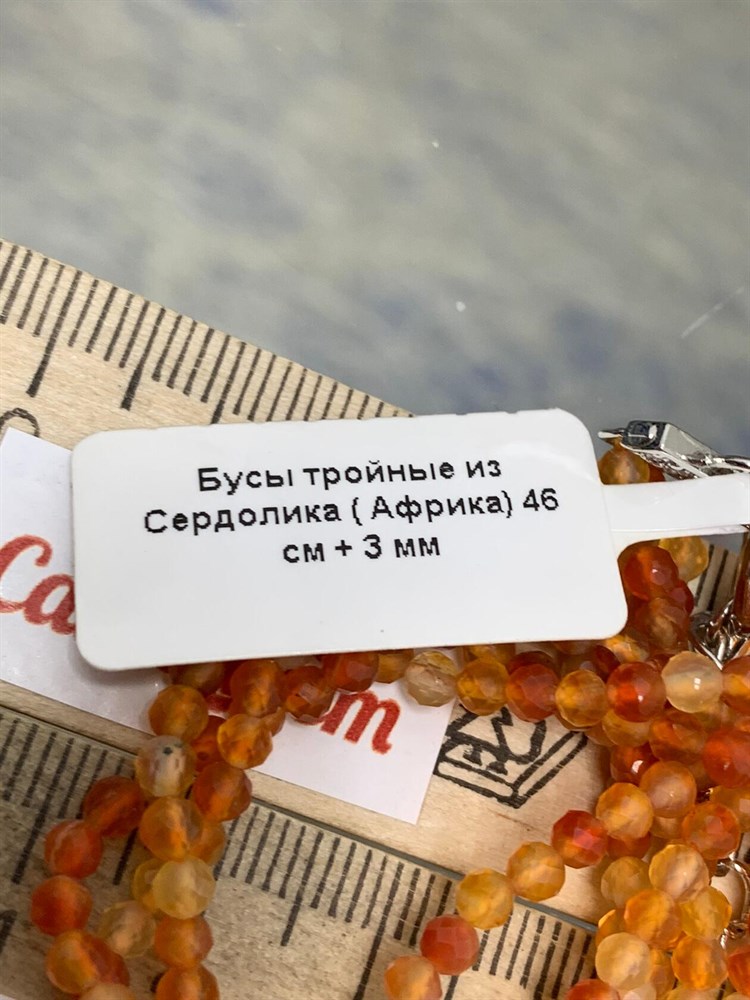 Бусы тройные из
Сердолика ( Африка) 46
см + 3 мм